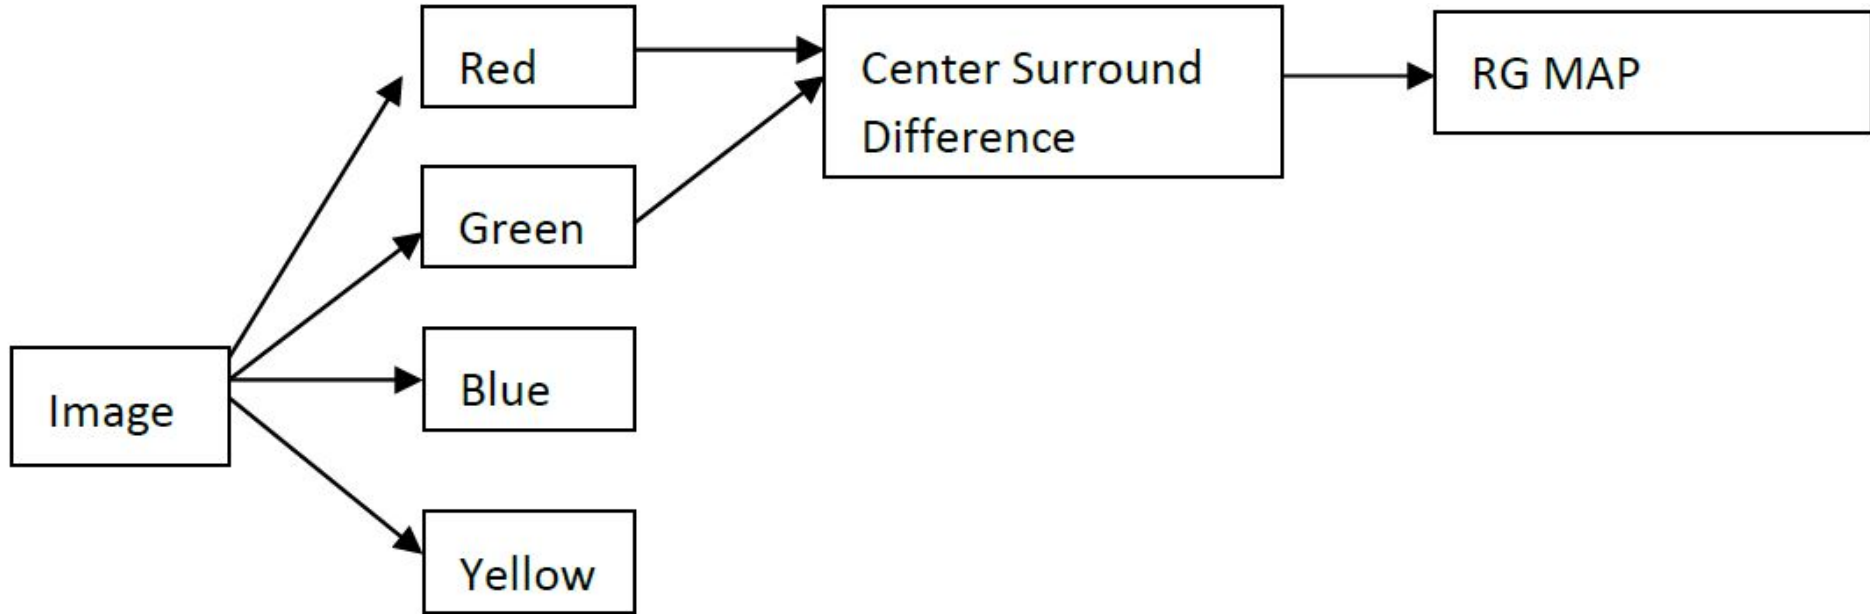 Red
Center Surround
Difference
RG MAP
Green
Blue
Image
Yellow